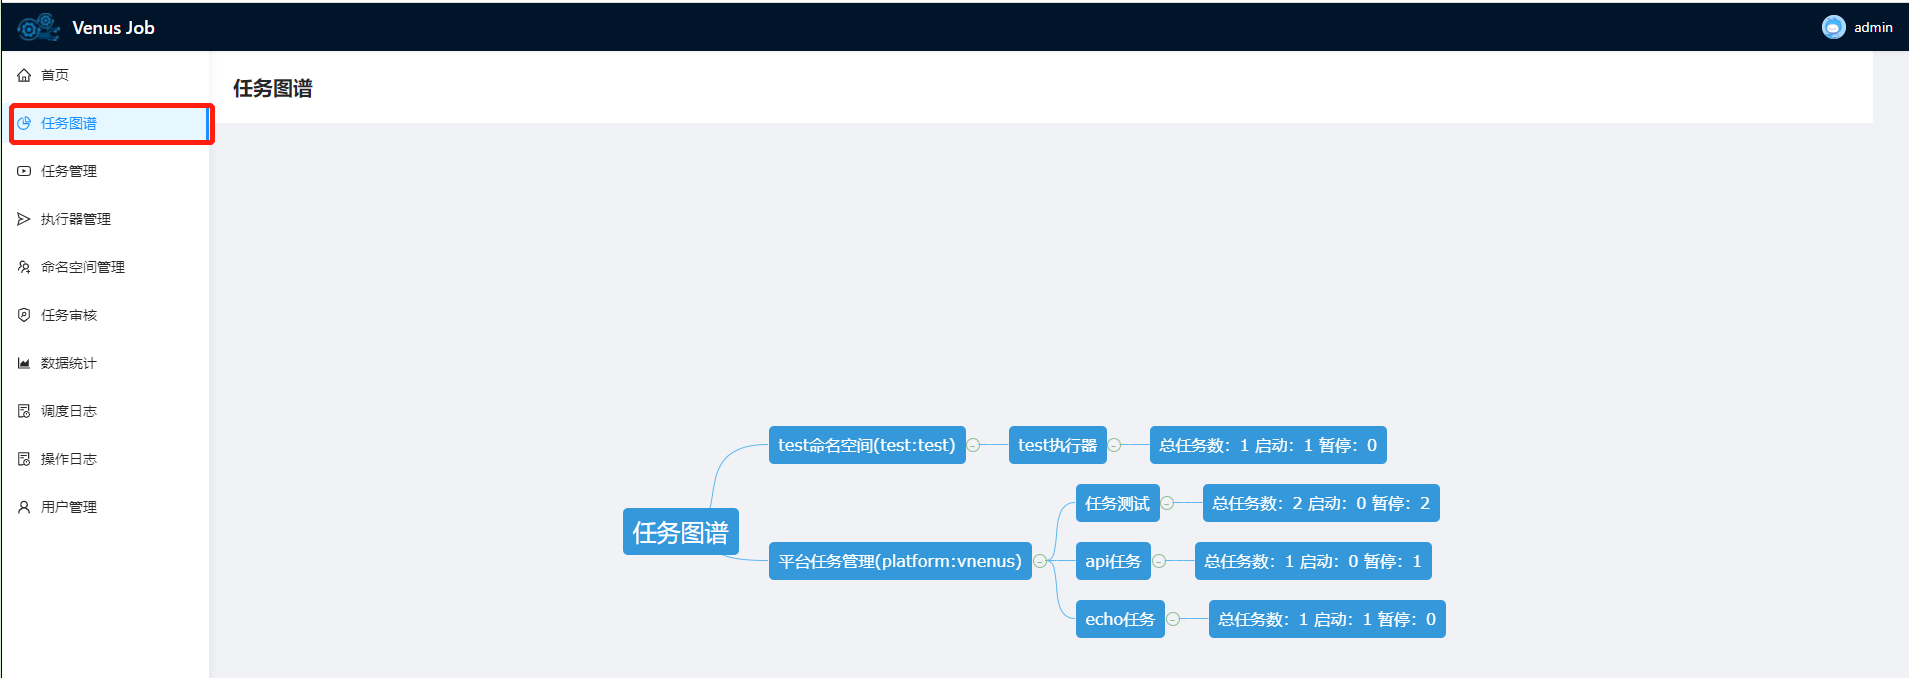 Venus Job
admin
首页
任务图谱
任务管理
执行器管理
命名空间管理
任务审核
数据统计
调度日志
操作日志
用户管理
任务图谱
任务图谱
test命名空间(test:test)
test执行器
总任务数：1 启动：1 暂停：0
平台任务管理(platform:vnenus)
任务测试
总任务数：2 启动：0 暂停：2
api任务
总任务数：1 启动：0 暂停：1
echo任务
总任务数：1 启动：1 暂停：0